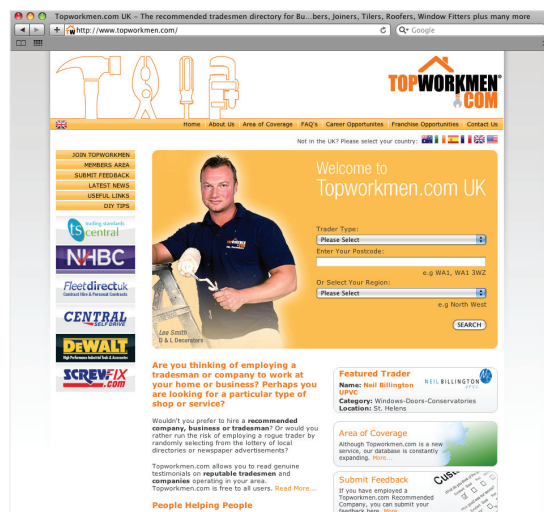 Topworkmen.com UK – The recommended tradesmen directory for Bu...bers, Joiners, Tilers, Roofers, Window Fitters plus many more
http://www.topworkmen.com/
Google
TOPWORKMEN
.COM
Home About Us Area of Coverage FAQ's Career Opportunites Franchise Opportunities Contact Us
Not in the UK? Please select your country:
JOIN TOPWORKMEN
MEMBERS AREA
SUBMIT FEEDBACK
LATEST NEWS
USEFUL LINKS
DIY TIPS
ts trading standards
central
NHBC
Fleetdirectuk
Contract Hire & Personal Contracts
CENTRAL
SELF DRIVE
DEWALT
High Performance Industrial Tools & Accessories
SCREWFIX
.com
Welcome to
Topworkmen.com UK
Trader Type:
Please Select
Enter Your Postcode:
e.g WA1, WA1 3WZ
Or Select Your Region:
Please Select
e.g North West
SEARCH
Lee Smith
D & L Decorators
Are you thinking of employing a
tradesman or company to work at
your home or business? Perhaps you
are looking for a particular type of
shop or service?
Wouldn't you prefer to hire a recommended
company, business or tradesman? Or would you
rather run the risk of employing a rogue trader by
randomly selecting from the lottery of local
directories or newspaper advertisements?
Topworkmen.com allows you to read genuine
testimonials on reputable tradesmen and
companies operating in your area.
Topworkmen.com is free to all users. Read More...
People Helping People
Featured Trader
Name: Neil Billington
UPVC
Category: Windows-Doors-Conservatories
Location: St. Helens
NEIL BILLINGTON
UPVC
Area of Coverage
Although Topworkmen.com is a new
service, our database is constantly
expanding. More...
Submit Feedback
If you have employed a
Topworkmen.com Recommended
Company, you can submit your
feedback here. More...